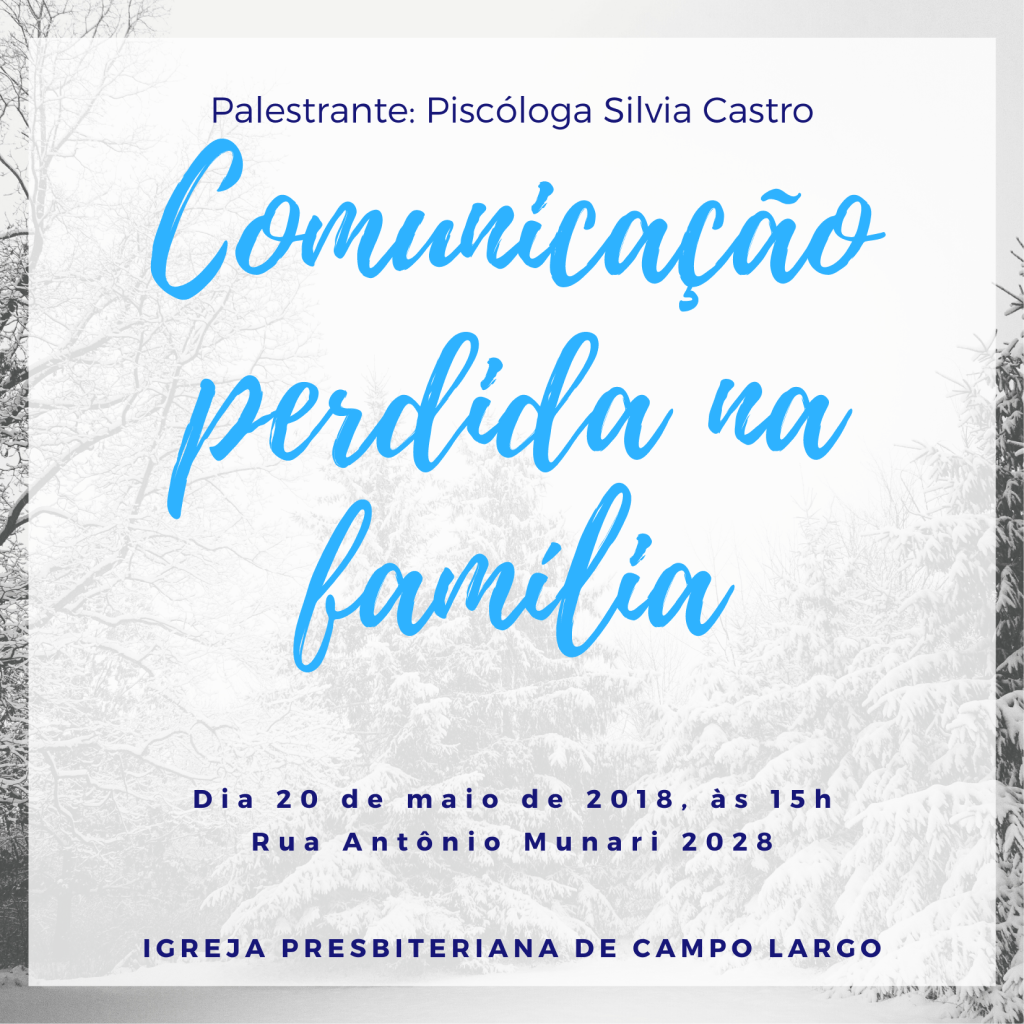 Palestrante: Piscóloga Silvia Castro
Comunicação
perdida na
família
Dia 20 de maio de 2018, às 15h
Rua Antônio Munari 2028
IGREJA PRESBITERIANA DE CAMPO LARGO